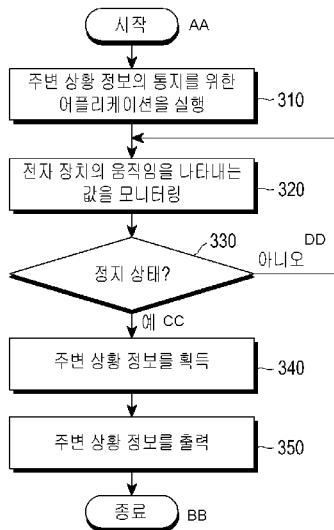 시작 AA
주변 상황 정보의 통지를 위한
어플리케이션을 실행 310
전자 장치의 움직임을 나타내는
값을 모니터링 320
330
정지 상태?
DD
아니오
예 CC
주변 상황 정보를 획득 340
주변 상황 정보를 출력 350
종료 BB